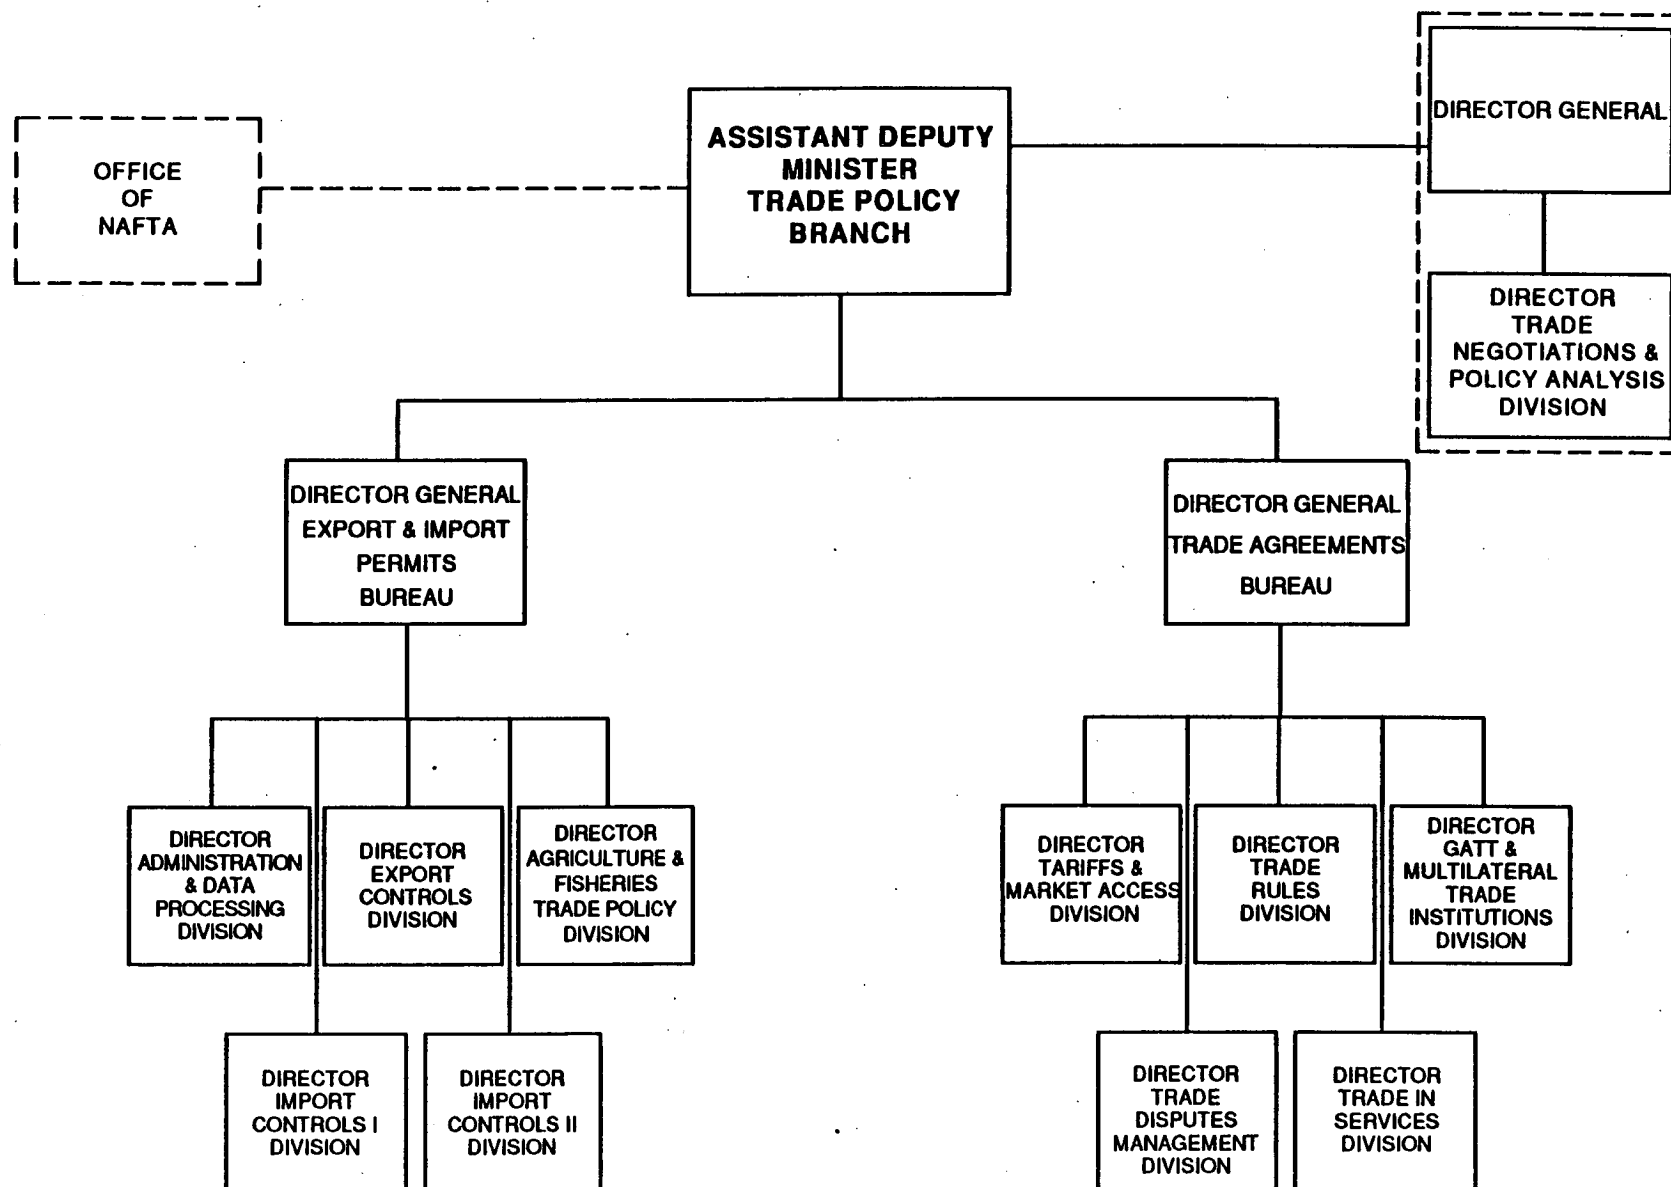 OFFICE
OF
NAFTA
ASSISTANT DEPUTY
MINISTER
TRADE POLICY
BRANCH
DIRECTOR GENERAL
DIRECTOR
TRADE
NEGOTIATIONS &
POLICY ANALYSIS
DIVISION
DIRECTOR GENERAL
EXPORT & IMPORT
PERMITS
BUREAU
DIRECTOR GENERAL
TRADE AGREEMENTS
BUREAU
DIRECTOR
ADMINISTRATION
& DATA
PROCESSING
DIVISION
DIRECTOR
EXPORT
CONTROLS
DIVISION
DIRECTOR
AGRICULTURE &
FISHERIES
TRADE POLICY
DIVISION
DIRECTOR
TARIFFS &
MARKET ACCESS
DIVISION
DIRECTOR
TRADE
RULES
DIVISION
DIRECTOR
GATT &
MULTILATERAL
TRADE
INSTITUTIONS
DIVISION
DIRECTOR
IMPORT
CONTROLS I
DIVISION
DIRECTOR
IMPORT
CONTROLS II
DIVISION
DIRECTOR
TRADE
DISPUTES
MANAGEMENT
DIVISION
DIRECTOR
TRADE IN
SERVICES
DIVISION